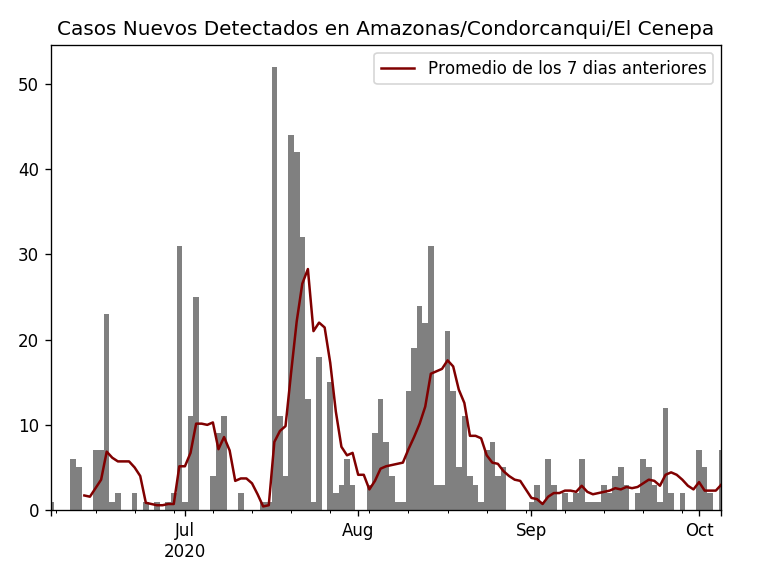 Casos Nuevos Detectados en Amazonas/Condorcanqui/El Cenepa
Promedio de los 7 dias anteriores
50
40
30
20
10
0
Jul
2020
Aug
Sep
Oct